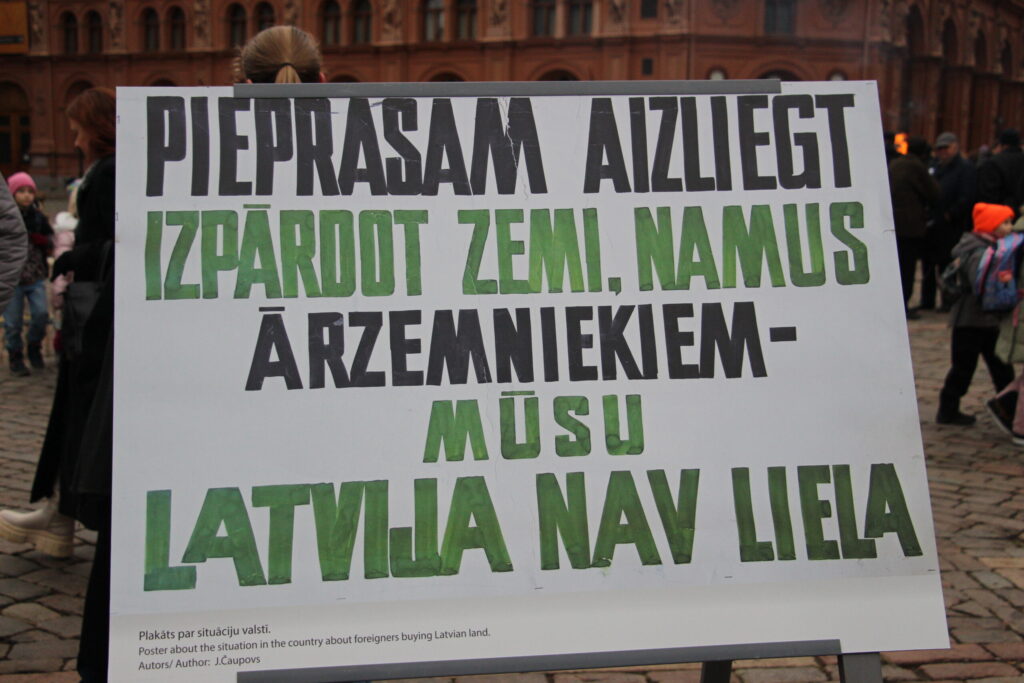 PIEPRASAM AIZLIEGT
IZPĀRDOT ZEMI, NAMUS
ĀRZEMNIEĶIEM-
MŪSU
LATVIJA NAV LIELA
Plakāts par situāciju valstī.
Poster about the situation in the country about foreigners buying Latvian land.
Autors/ Author: J.Čaupovs